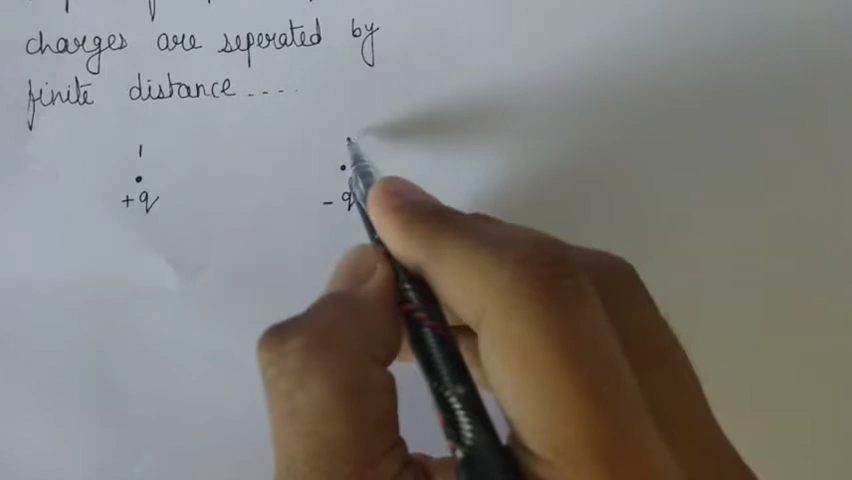 charges are seperated by
finite distance ....
+q
- q